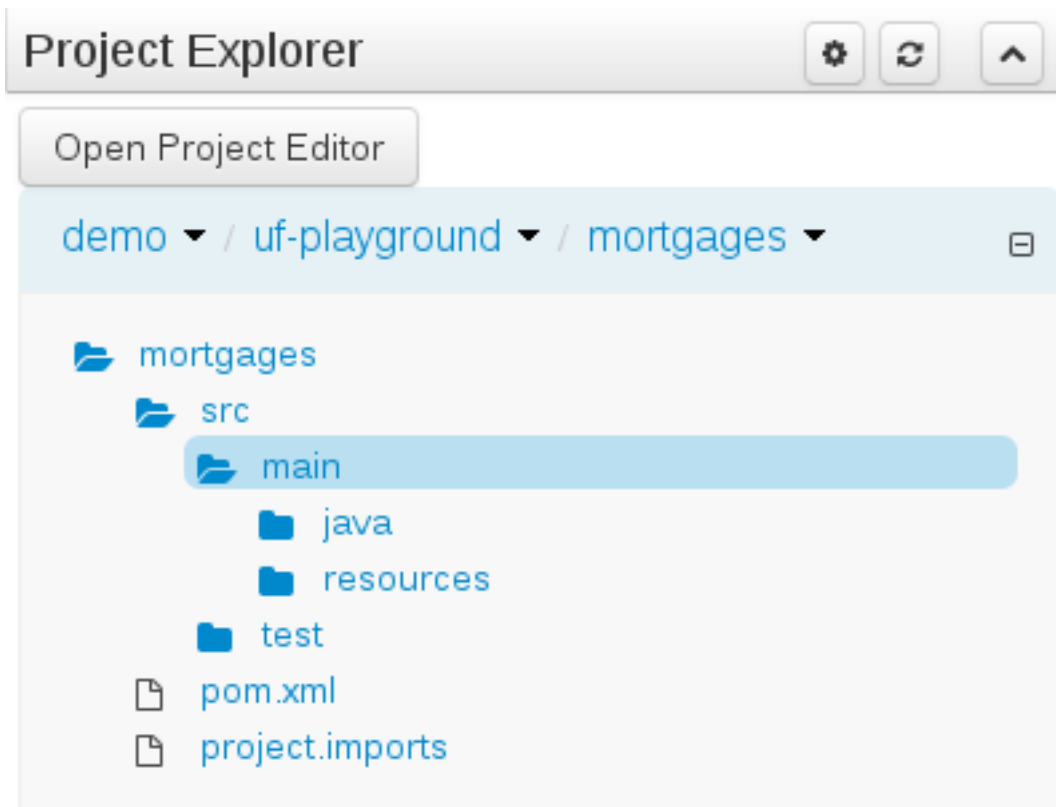 Project Explorer
Open Project Editor
demo / uf-playground / mortgages
mortgages
src
main
java
resources
test
pom.xml
project.imports